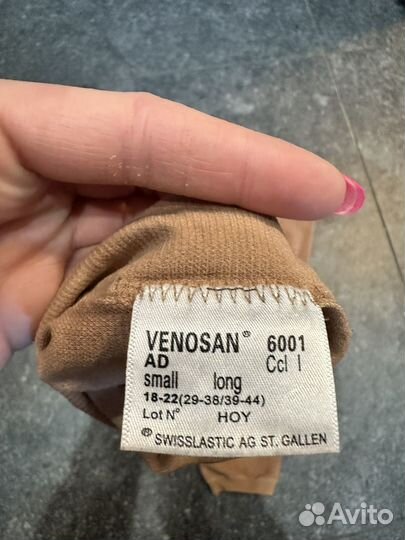 VENOSAN® 6001
AD Ccl I
small long
18-22(29-38/39-44)
Lot N° HOY
® SWISSLASTIC AG ST. GALLEN
Avito